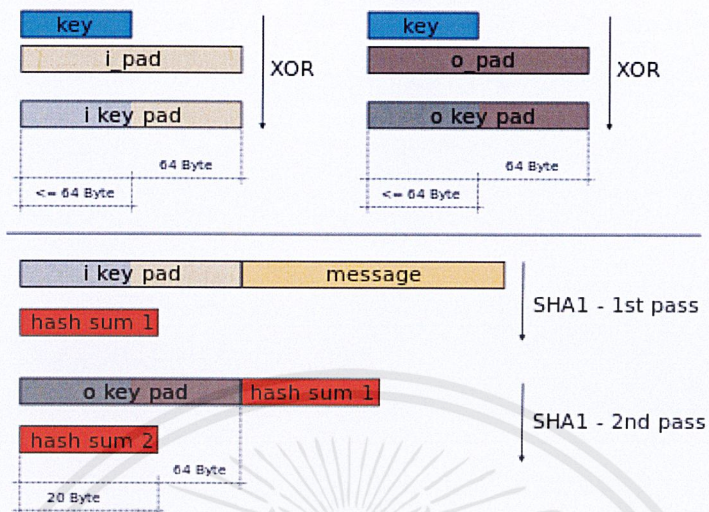 key
i_pad
XOR
i key pad
64 Byte
<= 64 Byte
key
o_pad
XOR
o key pad
64 Byte
<= 64 Byte
i key pad message
SHA1 - 1st pass
hash sum 1
o key pad hash sum 1
SHA1 - 2nd pass
hash sum 2
64 Byte
20 Byte